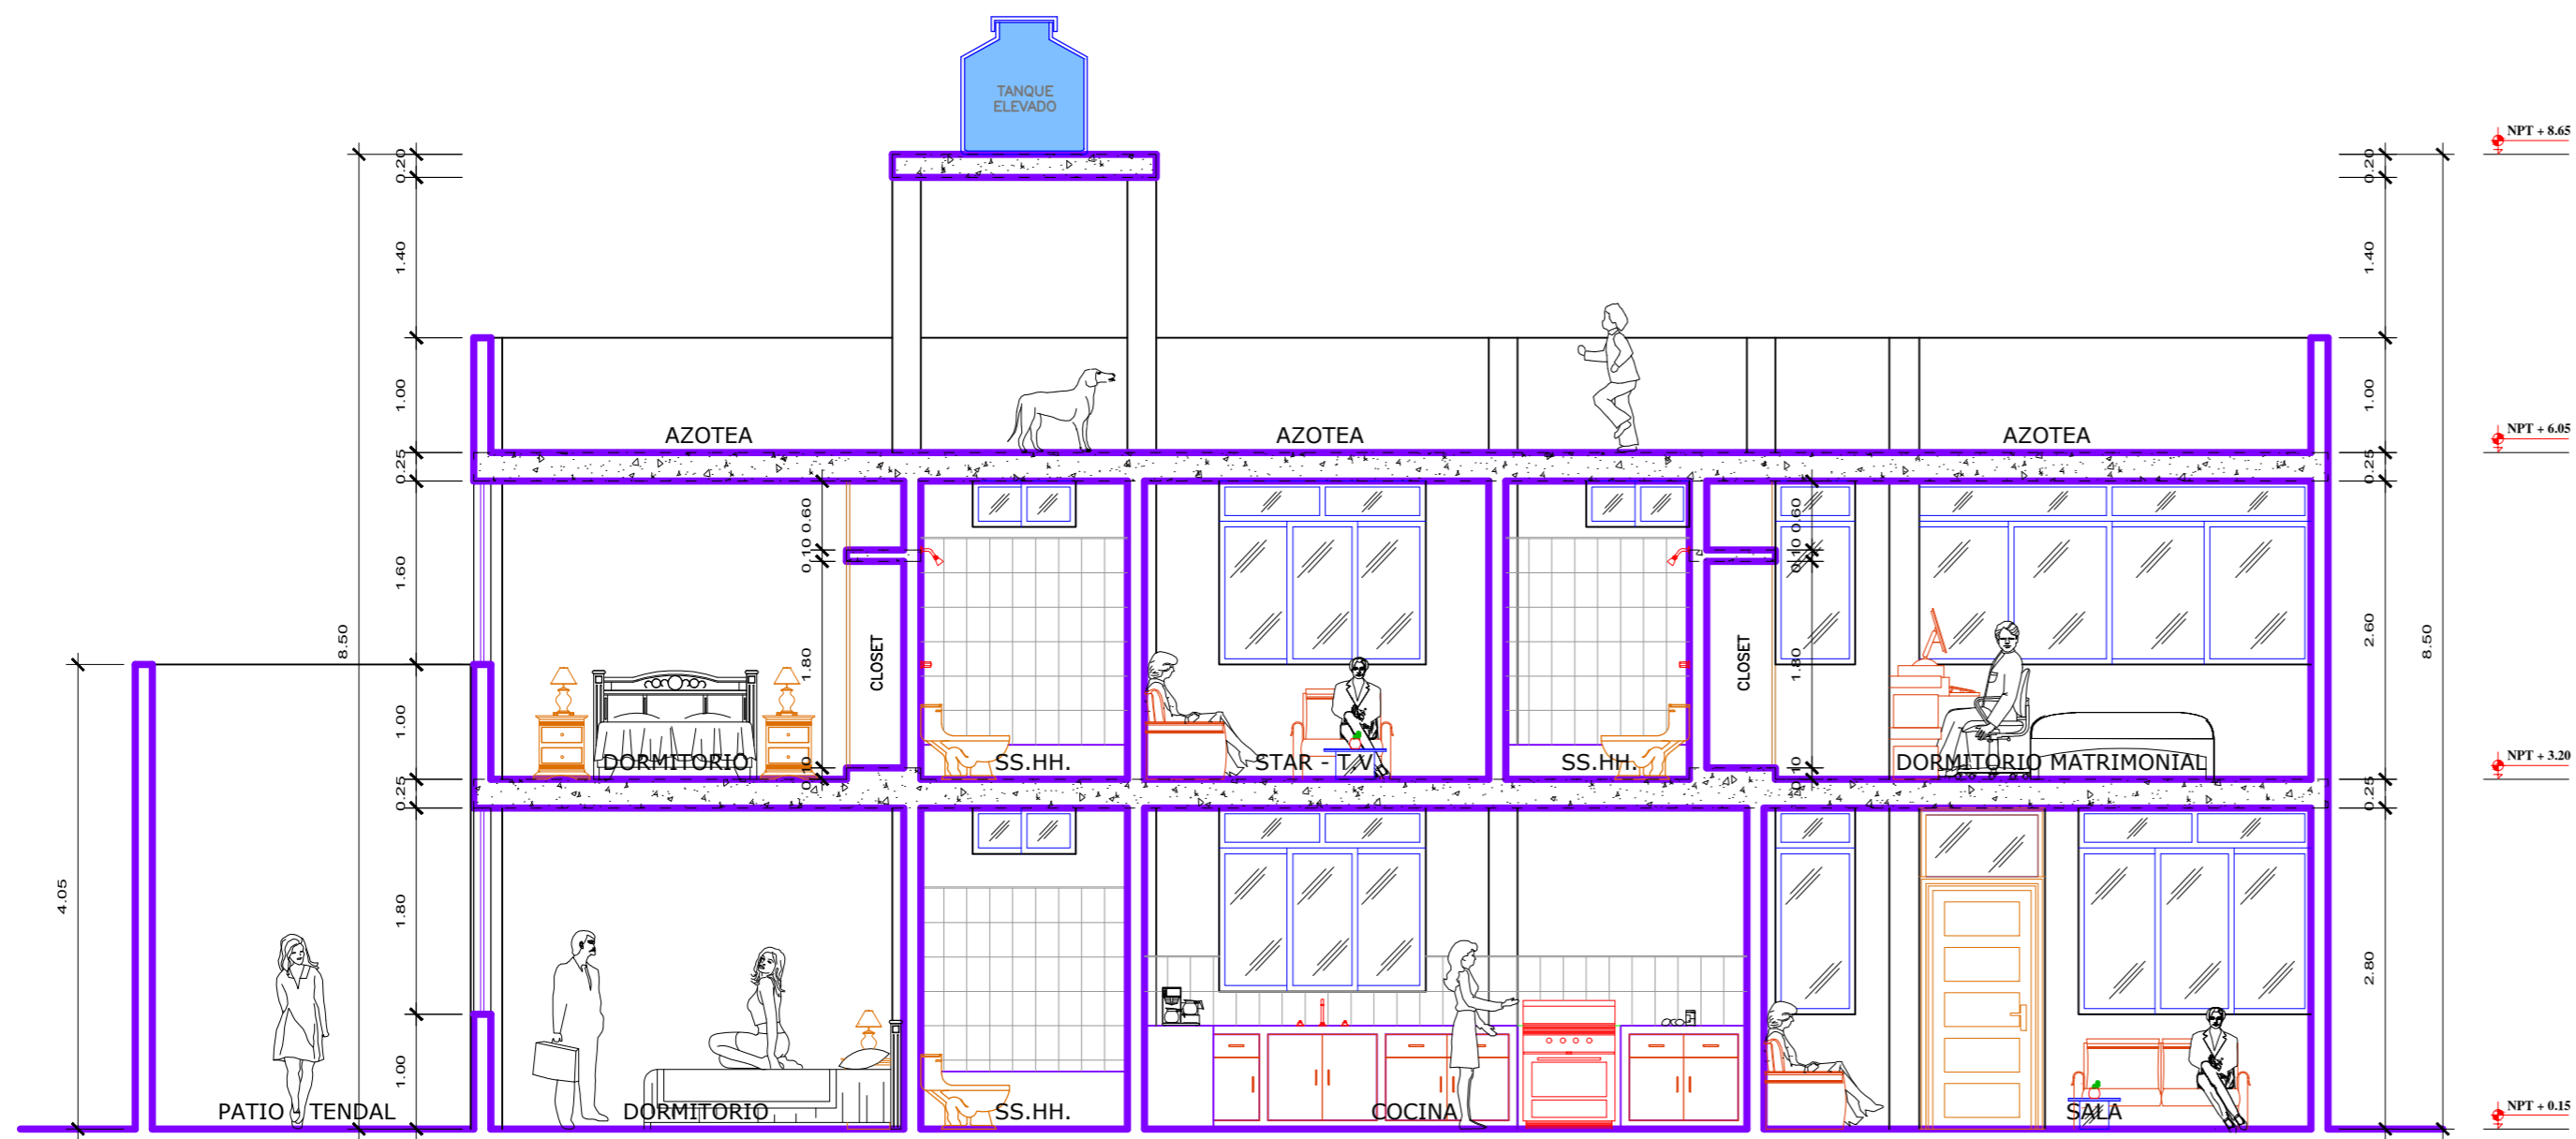 TANQUE
ELEVADO
NPT + 8.65
0.20
0.20
1.40
1.40
1.00
1.00
AZOTEA
AZOTEA
AZOTEA
NPT + 6.05
0.25
0.25
0.60
0.10
0.60
0.10
1.60
8.50
1.80
CLOSET
CLOSET
1.80
2.60
8.50
1.00
DORMITORIO
SS.HH.
STAR - T.V.
SS.HH.
DORMITORIO MATRIMONIAL
NPT + 3.20
0.10
0.10
0.25
0.25
4.05
1.80
2.80
1.00
PATIO TENDAL
DORMITORIO
SS.HH.
COCINA
SALA
NPT + 0.15